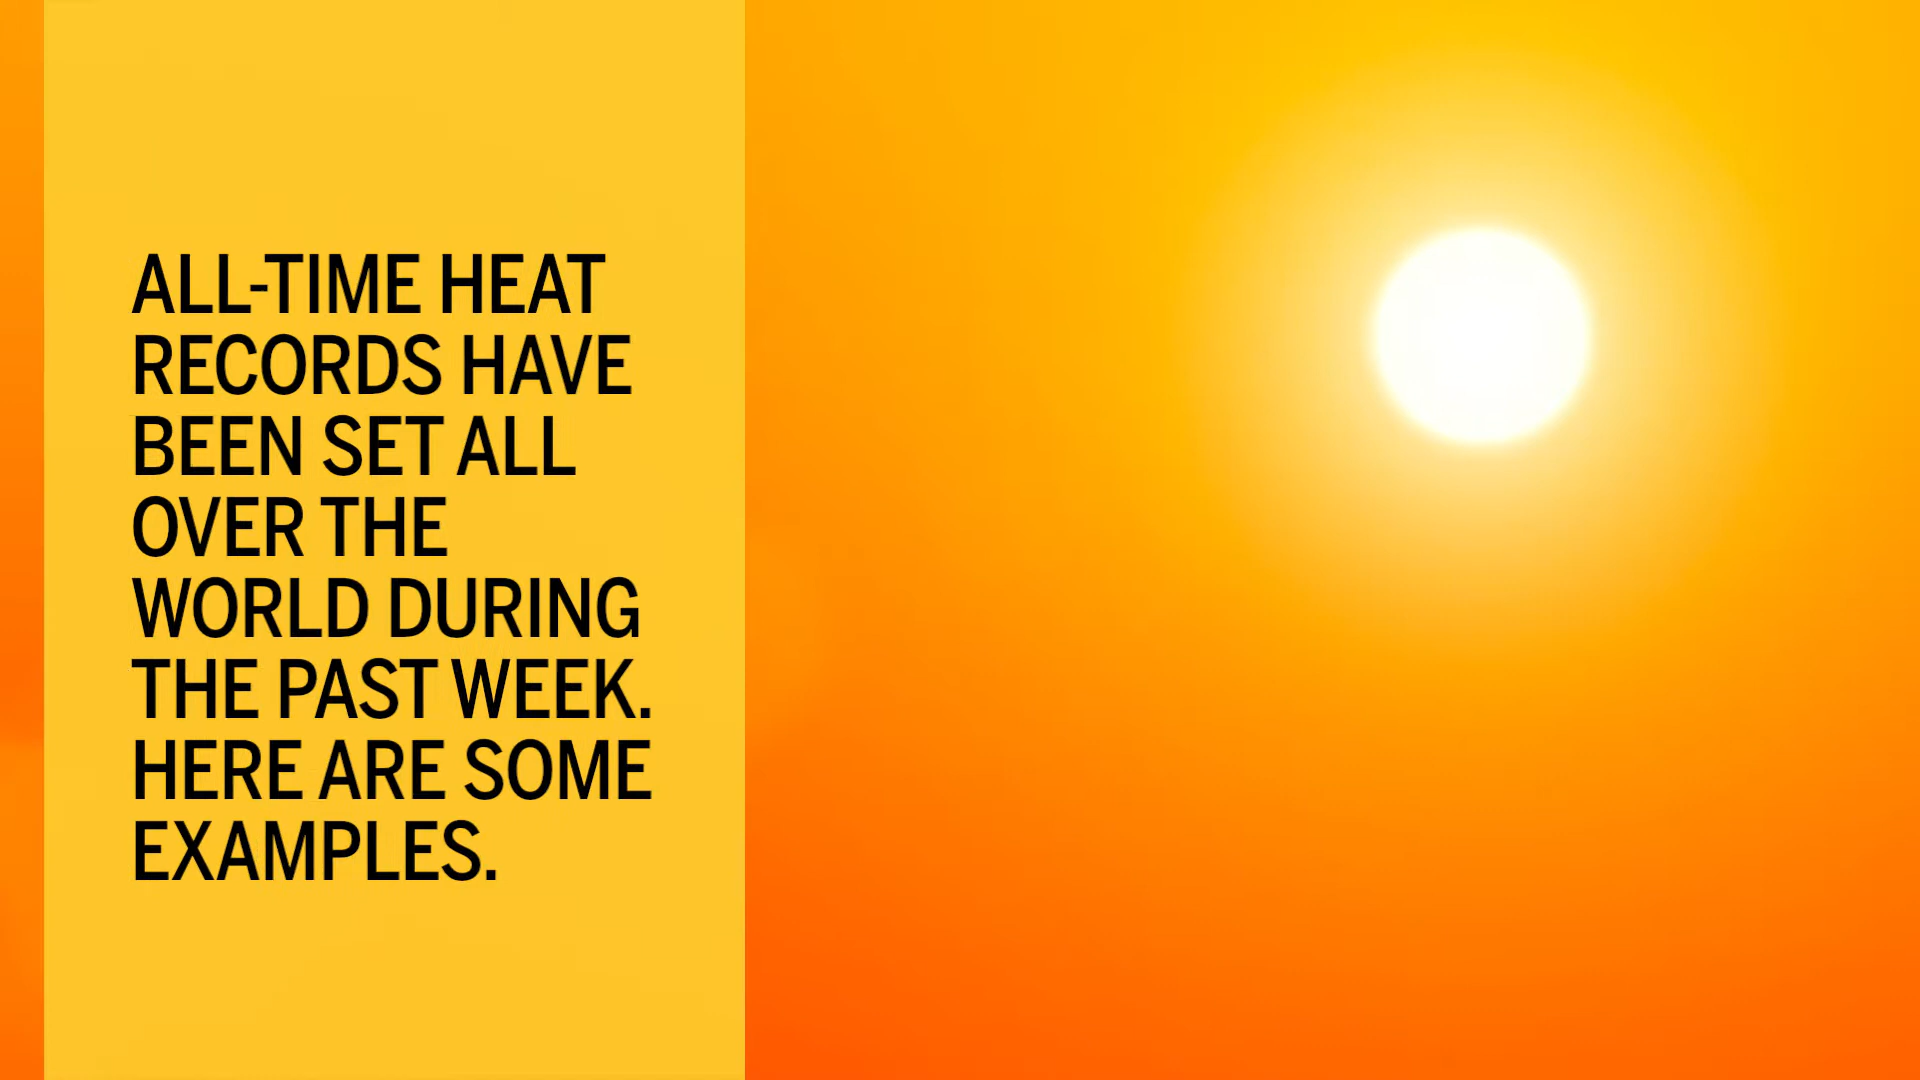 ALL-TIME HEAT
RECORDS HAVE
BEEN SET ALL
OVER THE
WORLD DURING
THE PAST WEEK.
HERE ARE SOME
EXAMPLES.